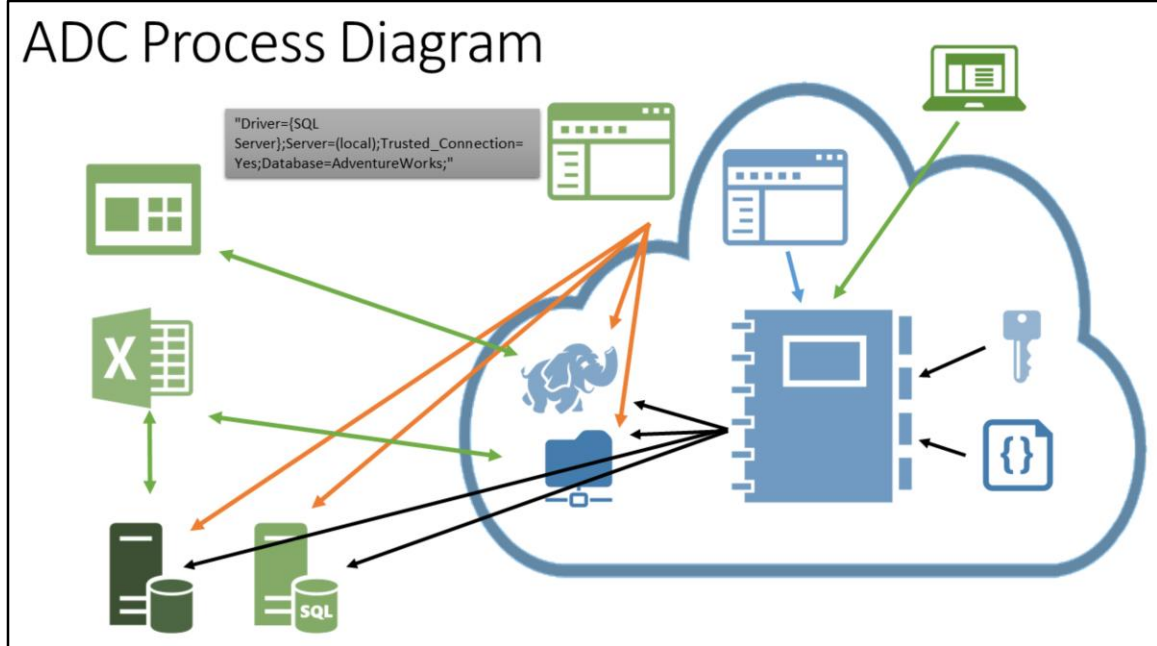 ADC Process Diagram
"Driver={SQL
Server};Server=(local);Trusted_Connection=
Yes;Database=AdventureWorks;"
X
{}
SQL